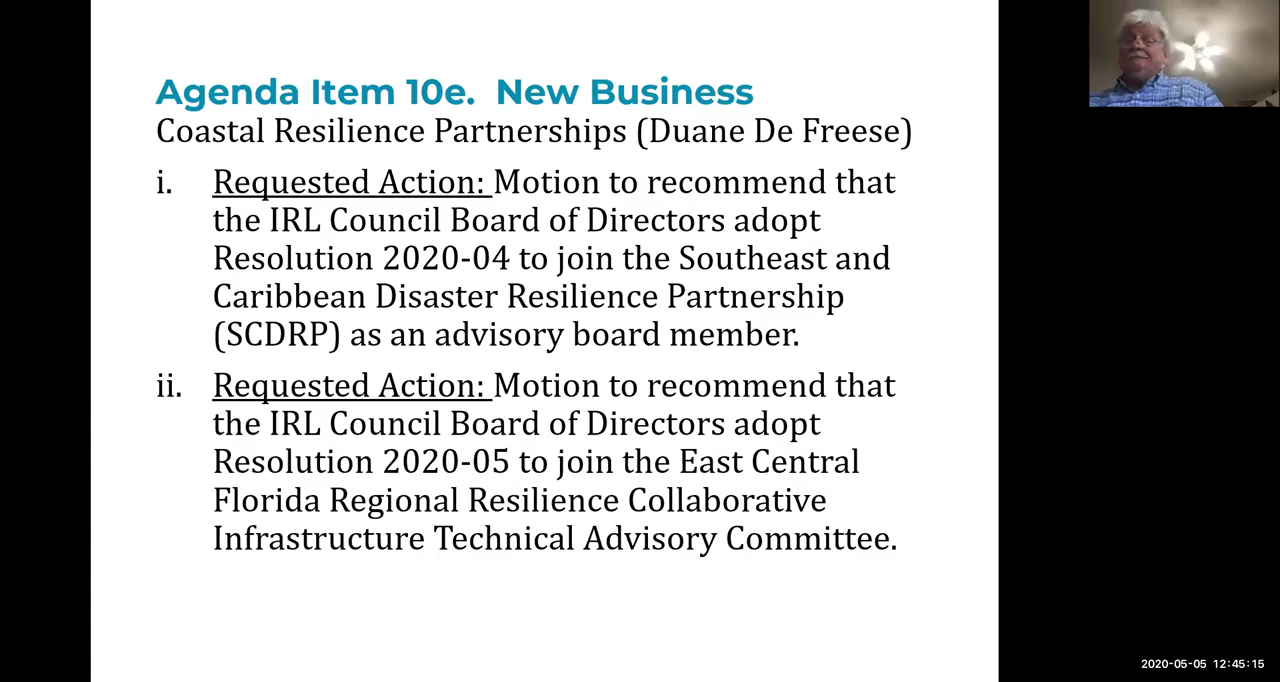 Agenda Item 10e.  New Business
Coastal Resilience Partnerships (Duane De Freese)
i. Requested Action: Motion to recommend that
the IRL Council Board of Directors adopt
Resolution 2020-04 to join the Southeast and
Caribbean Disaster Resilience Partnership
(SCDRP) as an advisory board member.
ii. Requested Action: Motion to recommend that
the IRL Council Board of Directors adopt
Resolution 2020-05 to join the East Central
Florida Regional Resilience Collaborative
Infrastructure Technical Advisory Committee.
2020-05-05 12:45:15